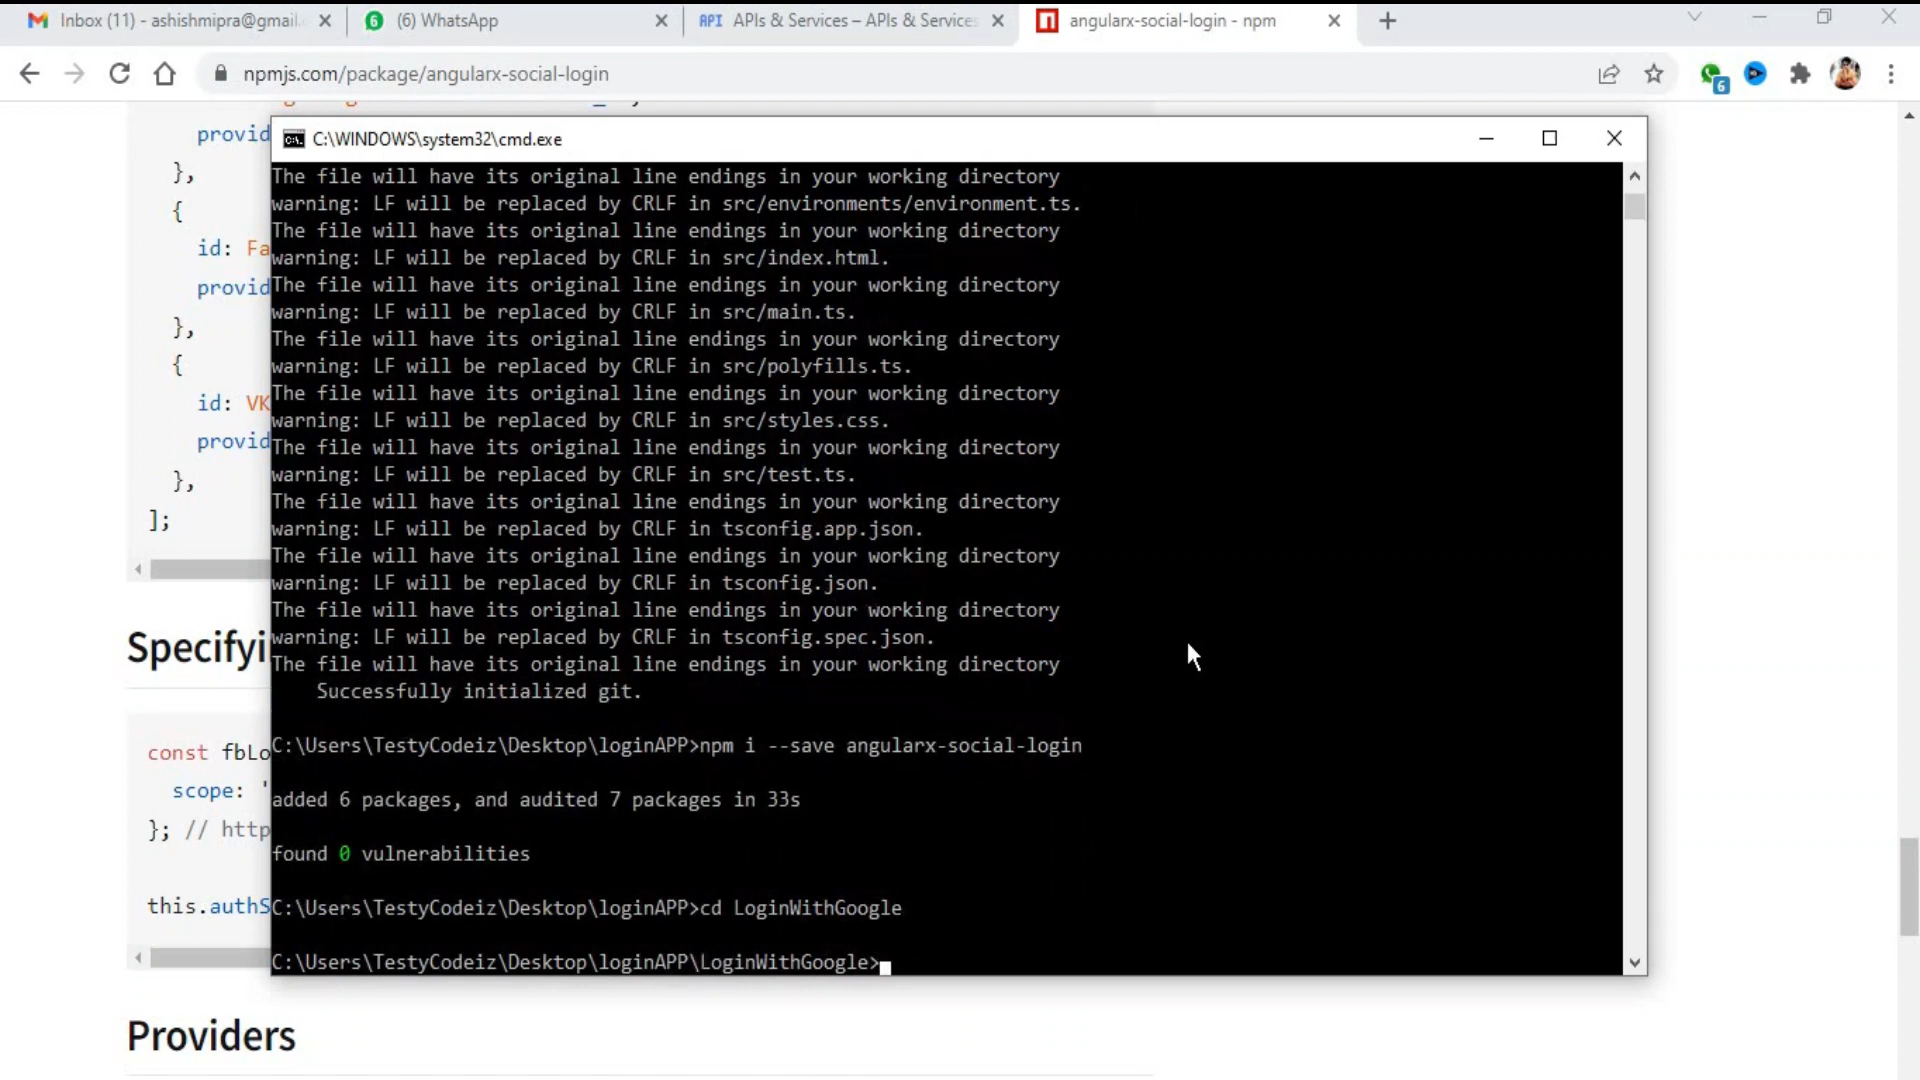 Inbox (11) - ashishmipra@gmail.
6 (6) WhatsApp
API APIs & Services – APIs & Services
angularx-social-login - npm
npmjs.com/package/angularx-social-login
6
provid
},
{
id: Fa
provid
},
{
id: VK
provid
},
];
Specifyi
const fbLo
scope: '
}; // http
this.authS
C:\WINDOWS\system32\cmd.exe
The file will have its original line endings in your working directory
warning: LF will be replaced by CRLF in src/environments/environment.ts.
The file will have its original line endings in your working directory
warning: LF will be replaced by CRLF in src/index.html.
The file will have its original line endings in your working directory
warning: LF will be replaced by CRLF in src/main.ts.
The file will have its original line endings in your working directory
warning: LF will be replaced by CRLF in src/polyfills.ts.
The file will have its original line endings in your working directory
warning: LF will be replaced by CRLF in src/styles.css.
The file will have its original line endings in your working directory
warning: LF will be replaced by CRLF in src/test.ts.
The file will have its original line endings in your working directory
warning: LF will be replaced by CRLF in tsconfig.app.json.
The file will have its original line endings in your working directory
warning: LF will be replaced by CRLF in tsconfig.json.
The file will have its original line endings in your working directory
warning: LF will be replaced by CRLF in tsconfig.spec.json.
The file will have its original line endings in your working directory
Successfully initialized git.
C:\Users\TestyCodeiz\Desktop\loginAPP>npm i --save angularx-social-login
added 6 packages, and audited 7 packages in 33s
found 0 vulnerabilities
C:\Users\TestyCodeiz\Desktop\loginAPP>cd LoginWithGoogle
C:\Users\TestyCodeiz\Desktop\loginAPP\LoginWithGoogle>
Providers